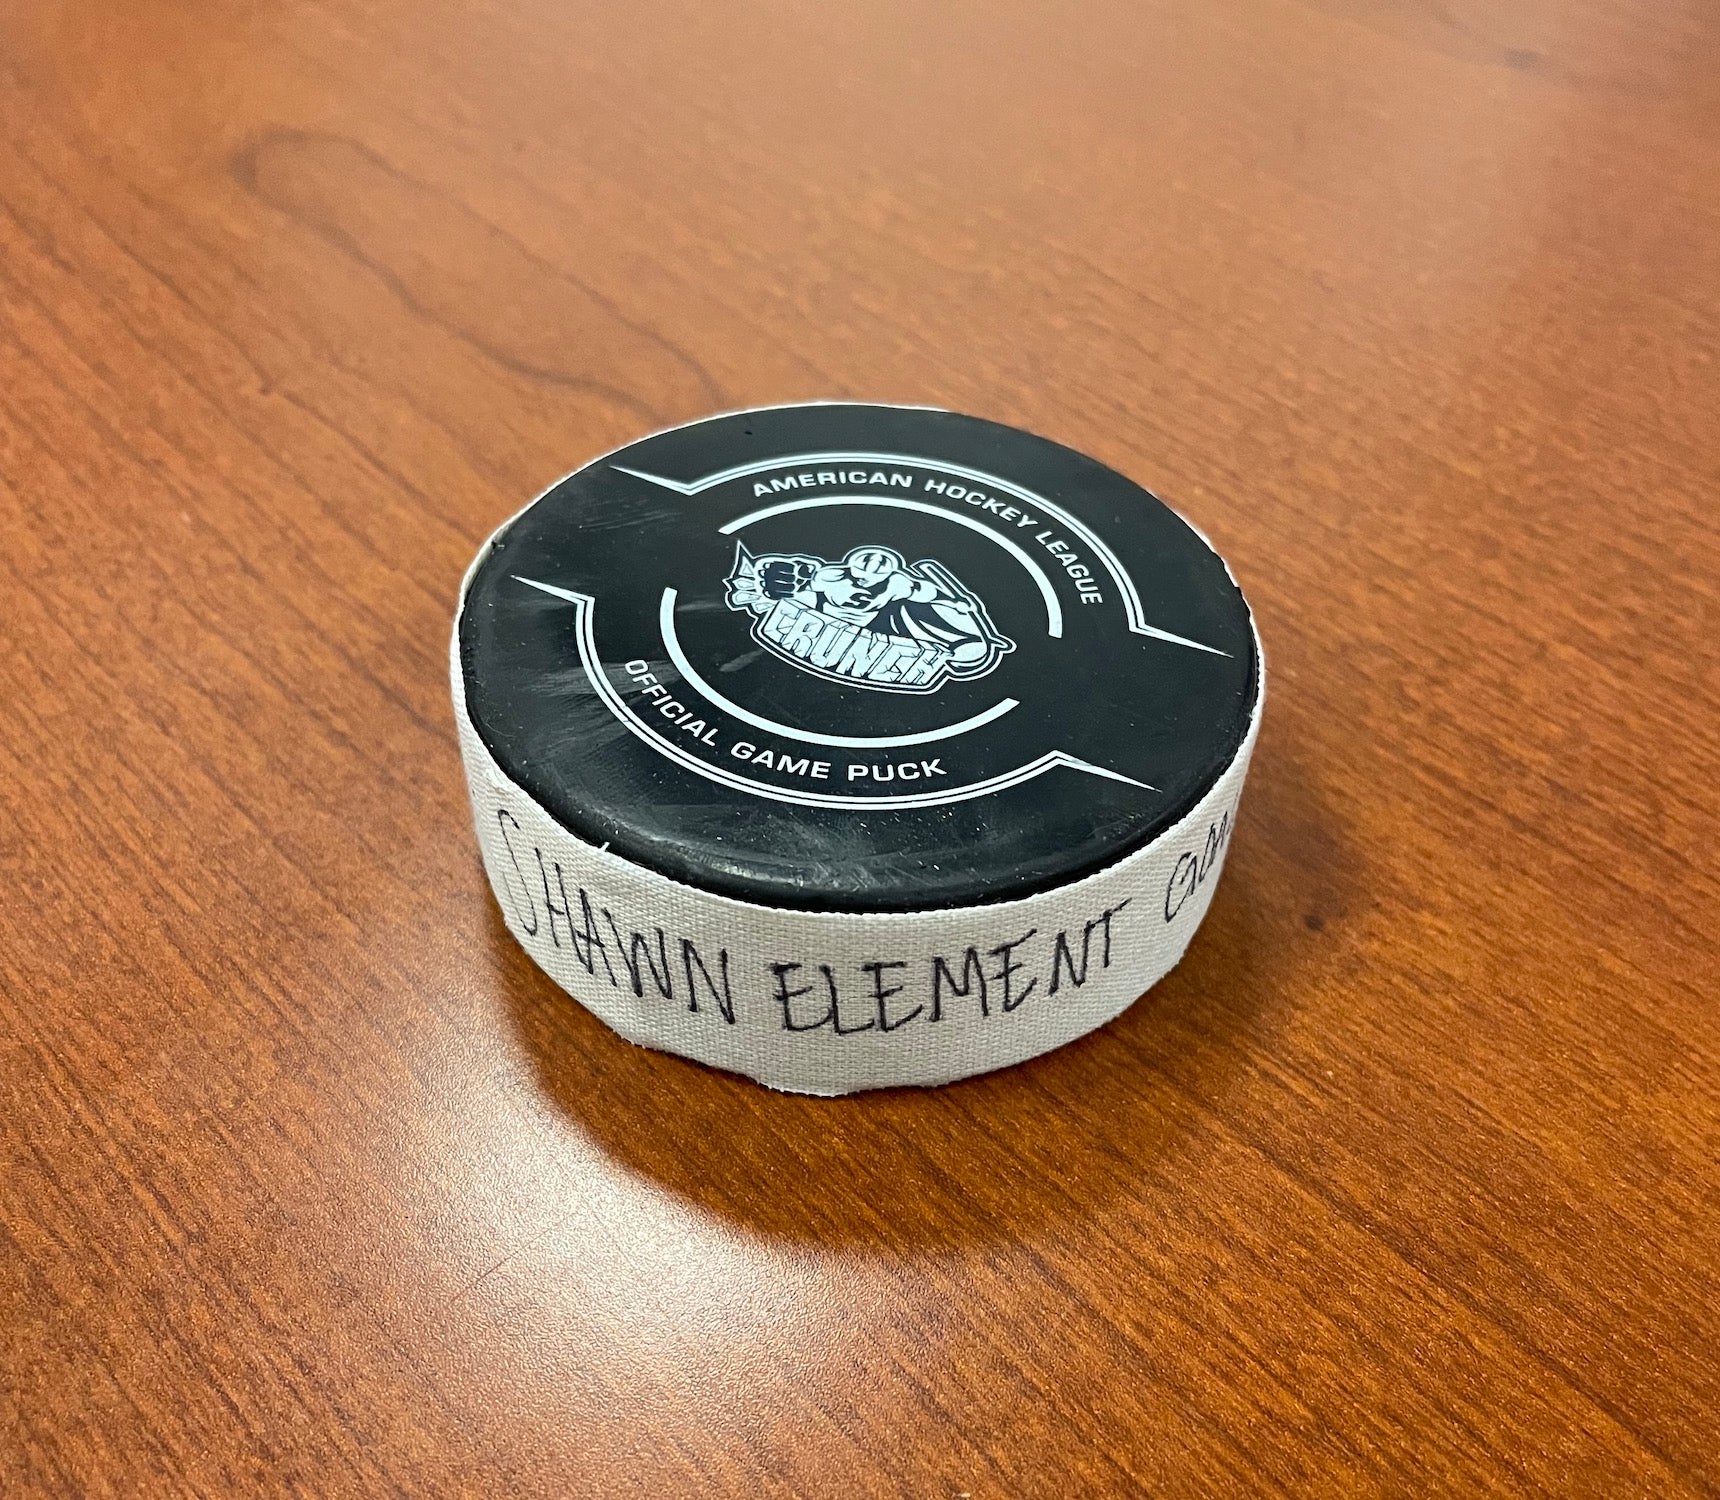 AMERICAN HOCKEY LEAGUE
CRUNCH
OFFICIAL GAME PUCK
SHAWN ELEMENT